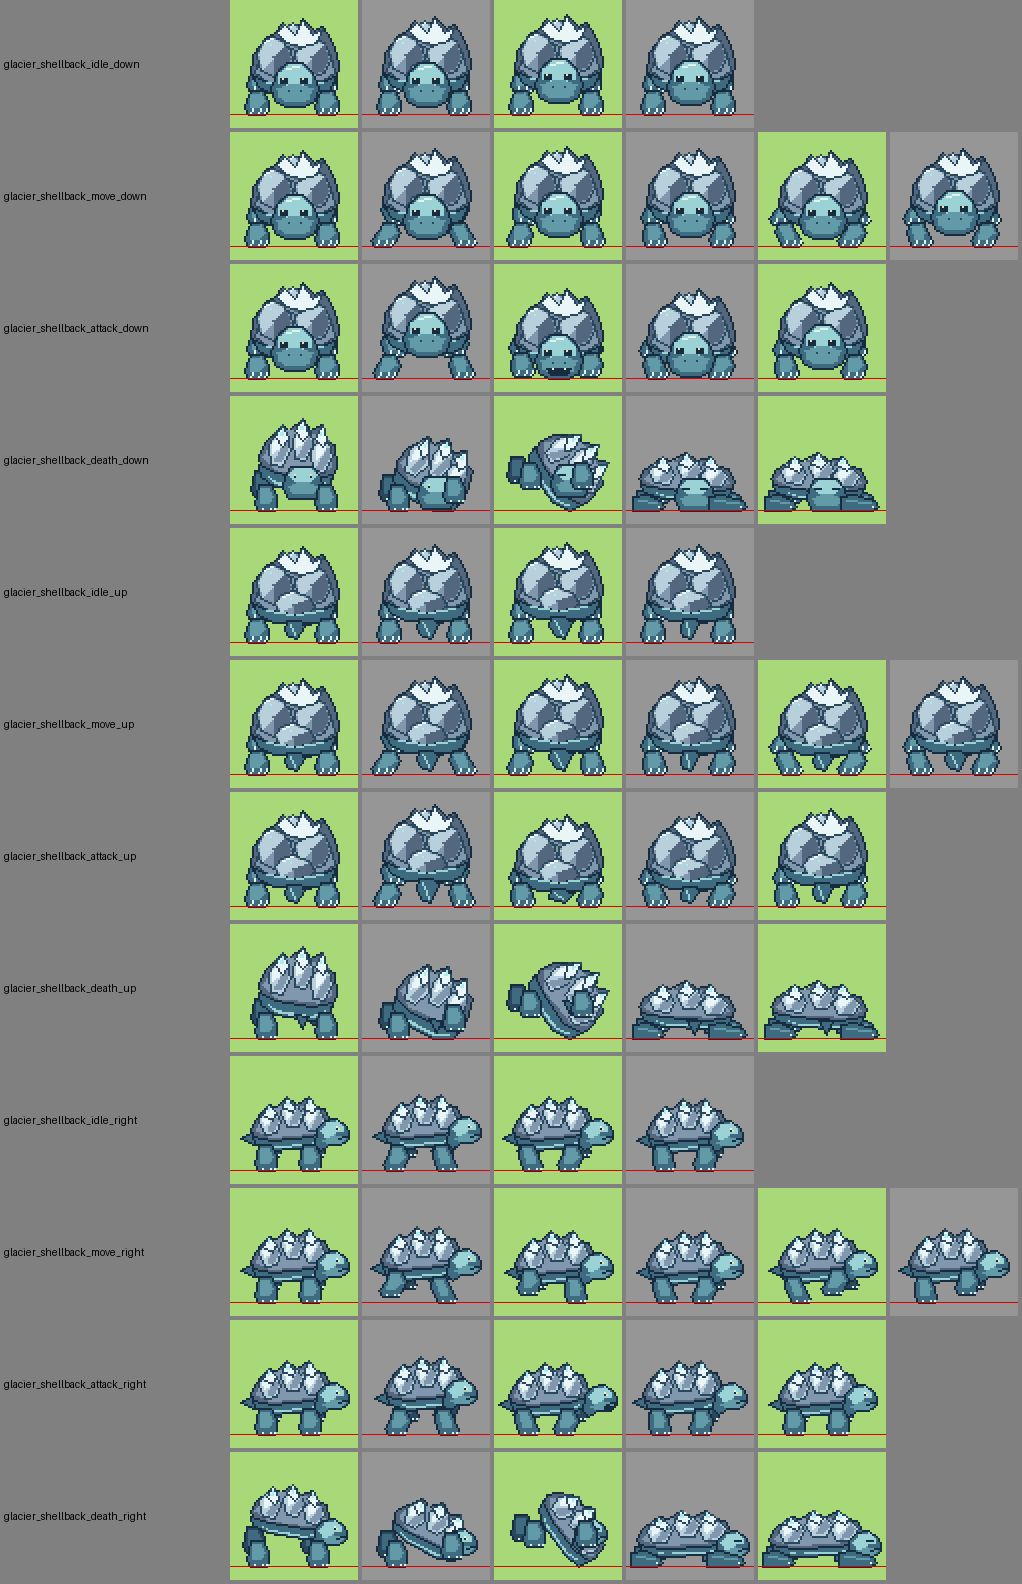 glacier_shellback_idle_down
glacier_shellback_move_down
glacier_shellback_attack_down
glacier_shellback_death_down
glacier_shellback_idle_up
glacier_shellback_move_up
glacier_shellback_attack_up
glacier_shellback_death_up
glacier_shellback_idle_right
glacier_shellback_move_right
glacier_shellback_attack_right
glacier_shellback_death_right